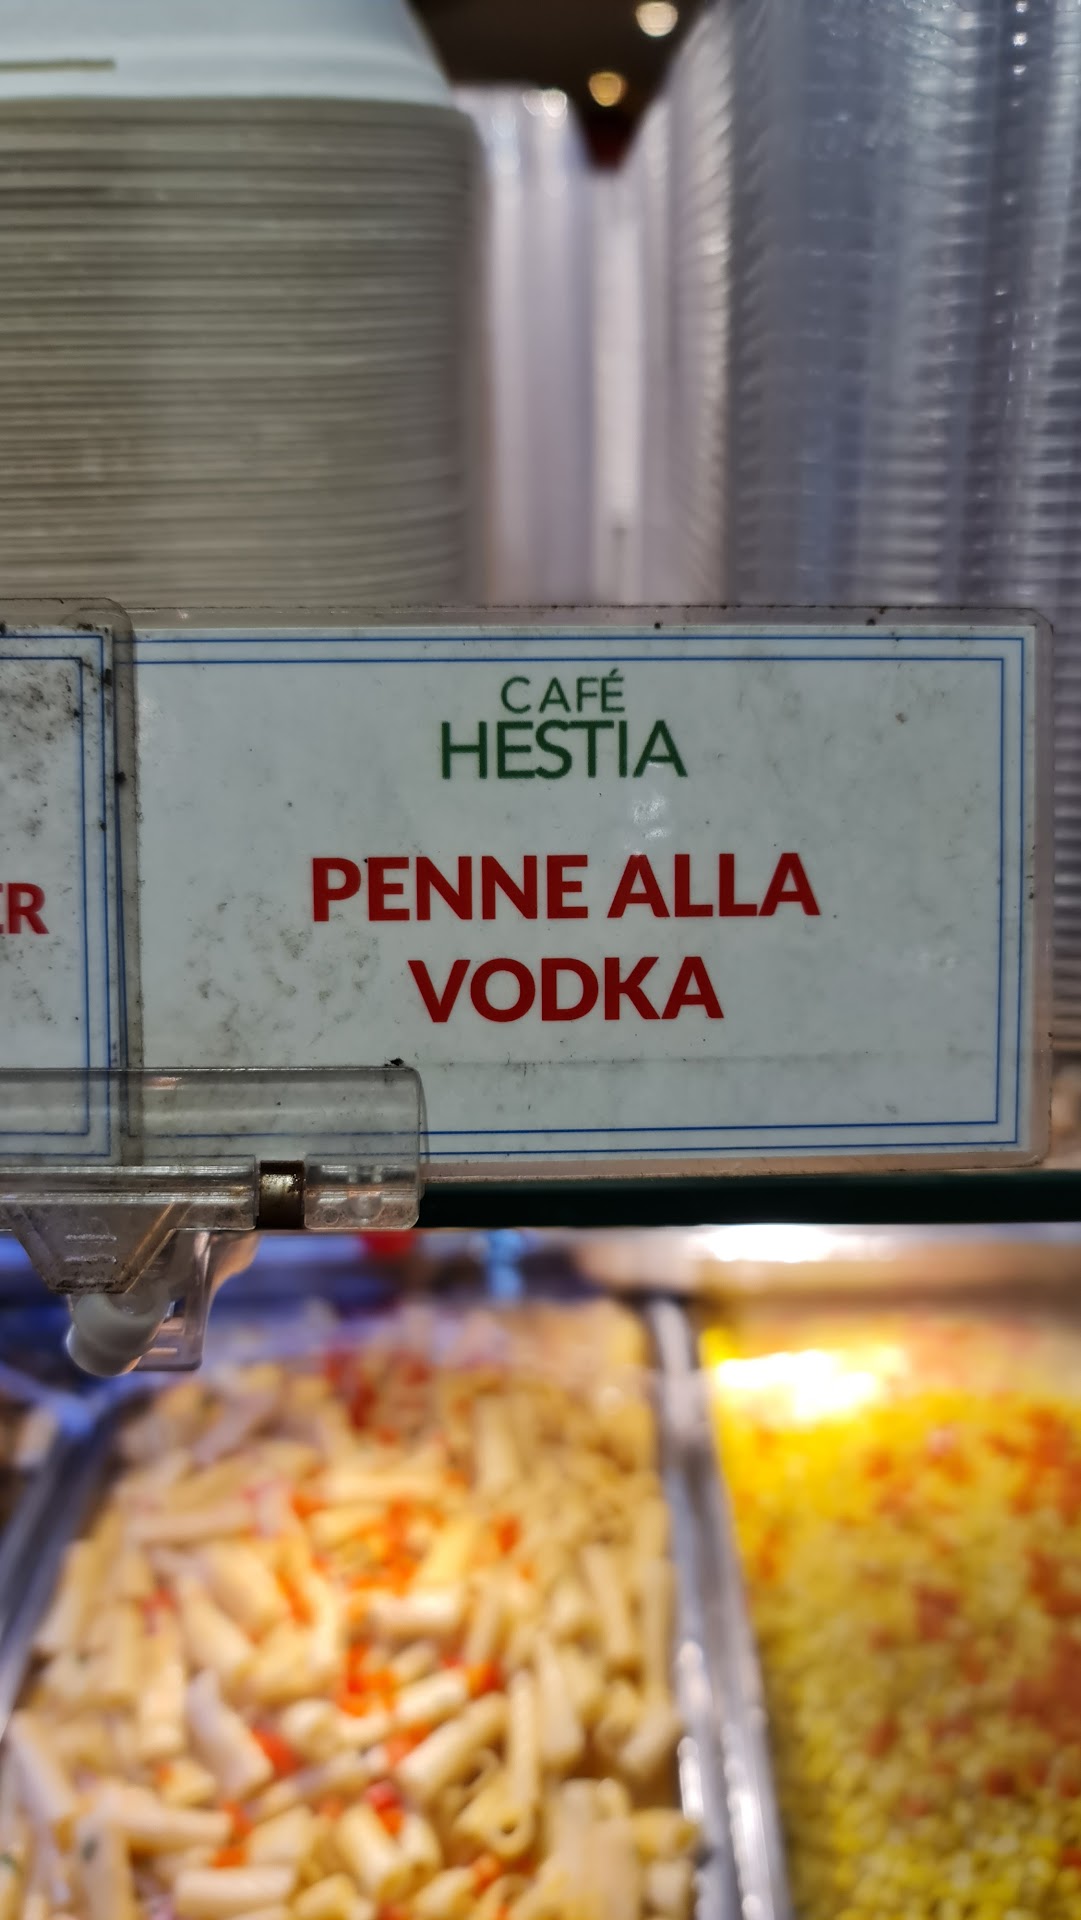 CAFÉ
HESTIA
PENNE ALLA
VODKA